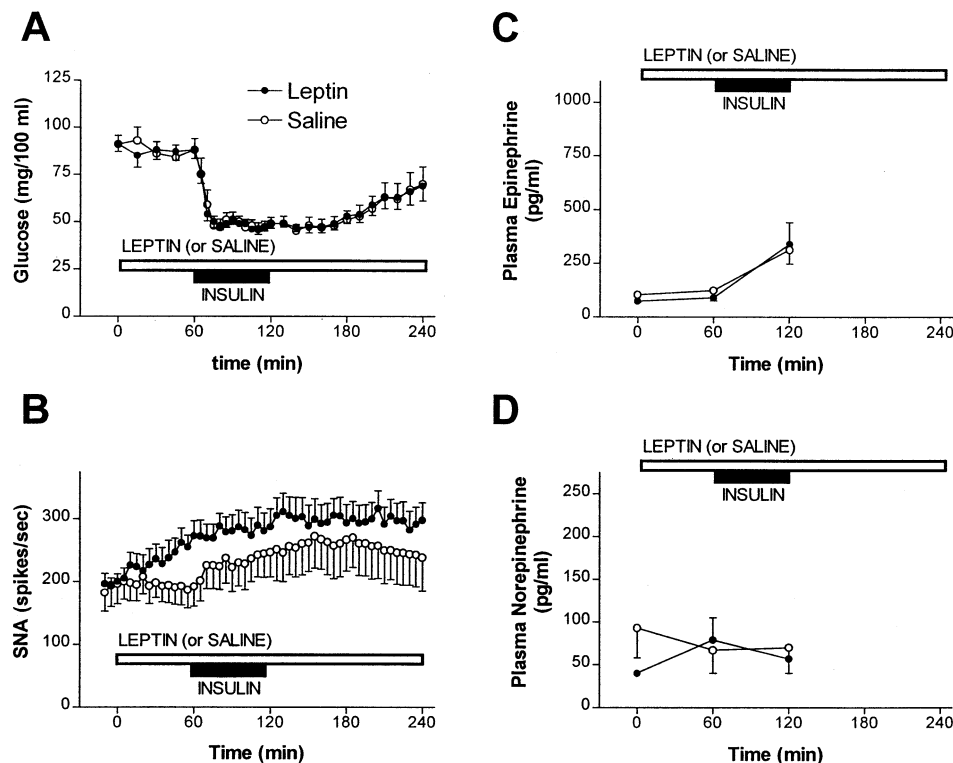 A
Glucose (mg/100 ml)
125
100
75
50
25
0
Leptin
Saline
LEPTIN (or SALINE)
INSULIN
0 60 120 180 240
time (min)
B
SNA (spikes/sec)
300
200
100
0
LEPTIN (or SALINE)
INSULIN
0 60 120 180 240
Time (min)
C
Plasma Epinephrine
(pg/ml)
LEPTIN (or SALINE)
INSULIN
1000
750
500
250
0
0 60 120 180 240
Time (min)
D
Plasma Norepinephrine
(pg/ml)
LEPTIN (or SALINE)
INSULIN
250
200
150
100
50
0
0 60 120 180 240
Time (min)